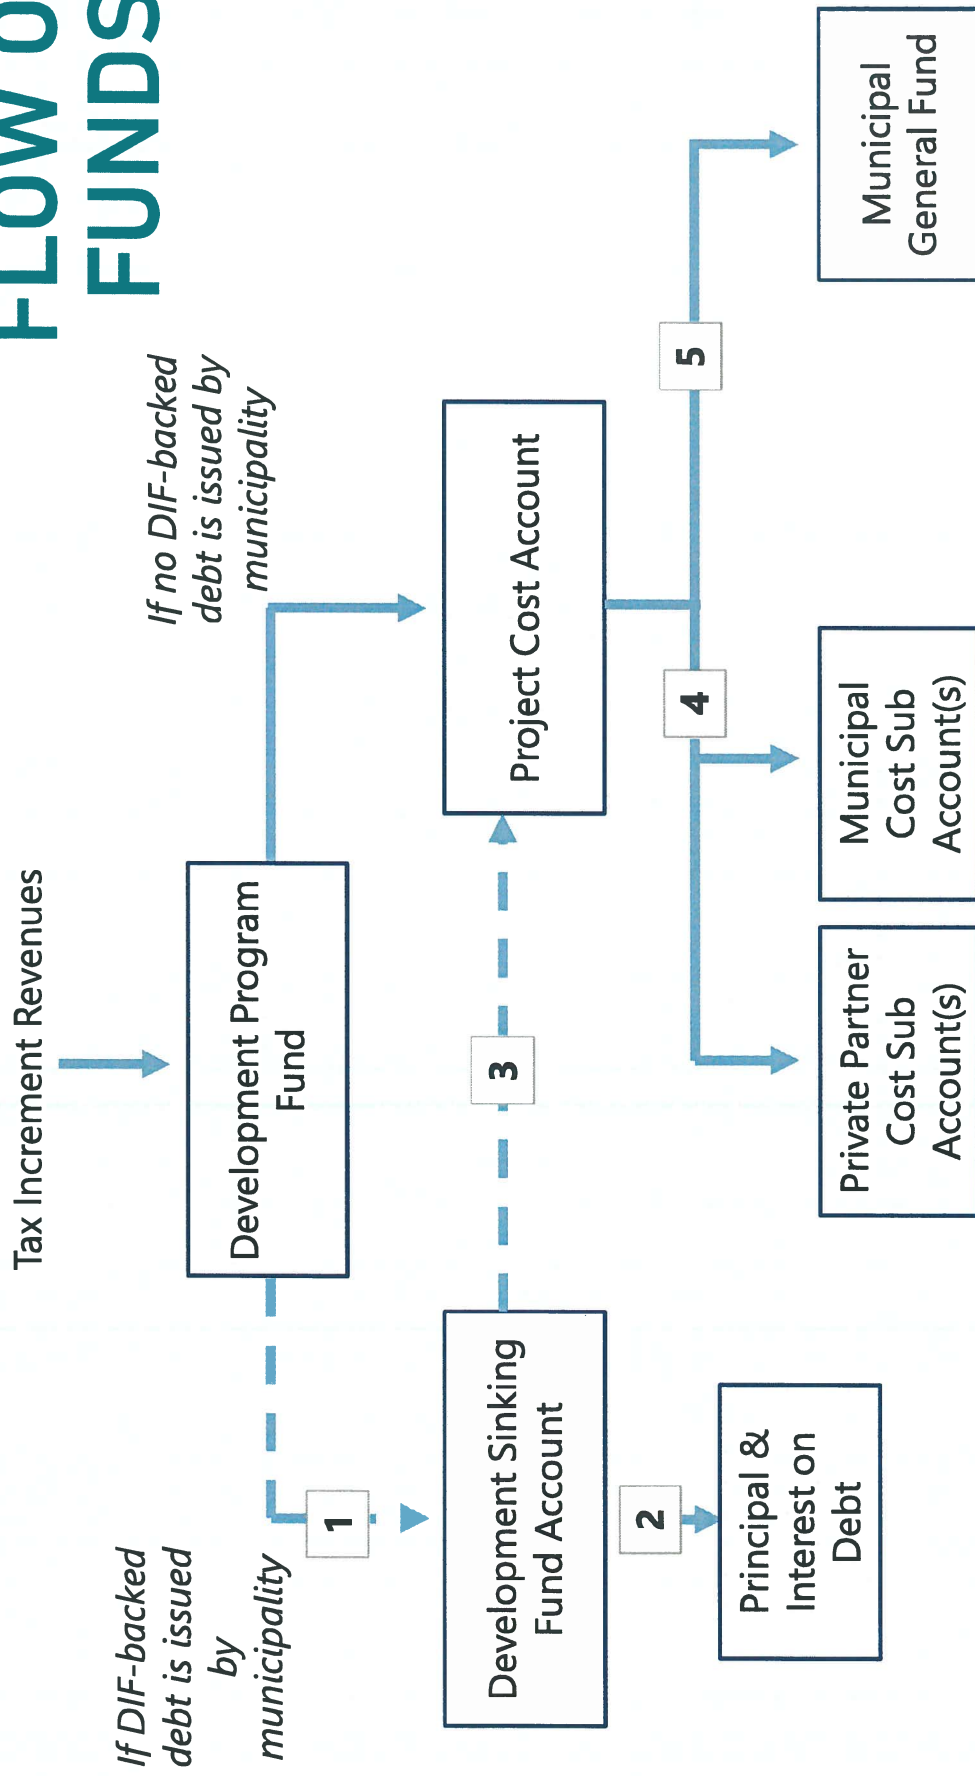 FLOW O
FUNDS
Tax Increment Revenues
If DIF-backed
debt is issued
by
municipality
If no DIF-backed
debt is issued by
municipality
Development Program
Fund
1
Development Sinking
Fund Account
3
Project Cost Account
2
Principal &
Interest on
Debt
4
5
Private Partner
Cost Sub
Account(s)
Municipal
Cost Sub
Account(s)
Municipal
General Fund